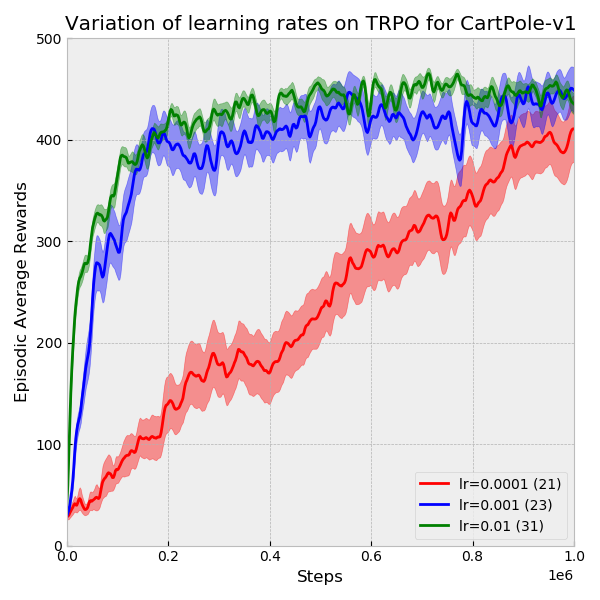 Variation of learning rates on TRPO for CartPole-v1
500
400
300
200
100
0
Episodic Average Rewards
lr=0.0001 (21)
lr=0.001 (23)
lr=0.01 (31)
0.0 0.2 0.4 0.6 0.8 1.0
Steps
1e6